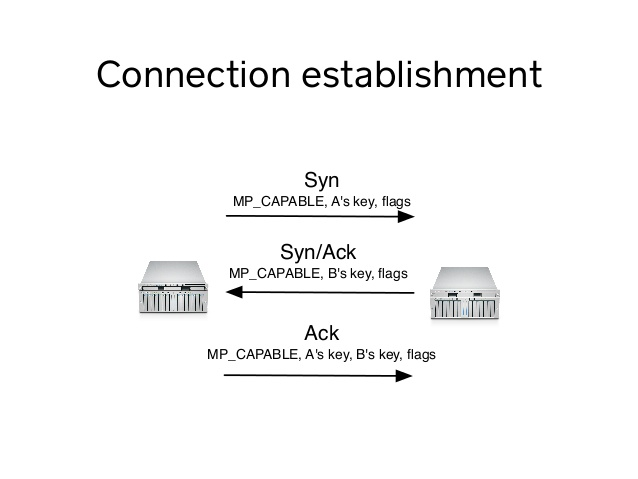 Connection establishment
Syn
MP_CAPABLE, A's key, flags
Syn/Ack
MP_CAPABLE, B's key, flags
Ack
MP_CAPABLE, A's key, B's key, flags